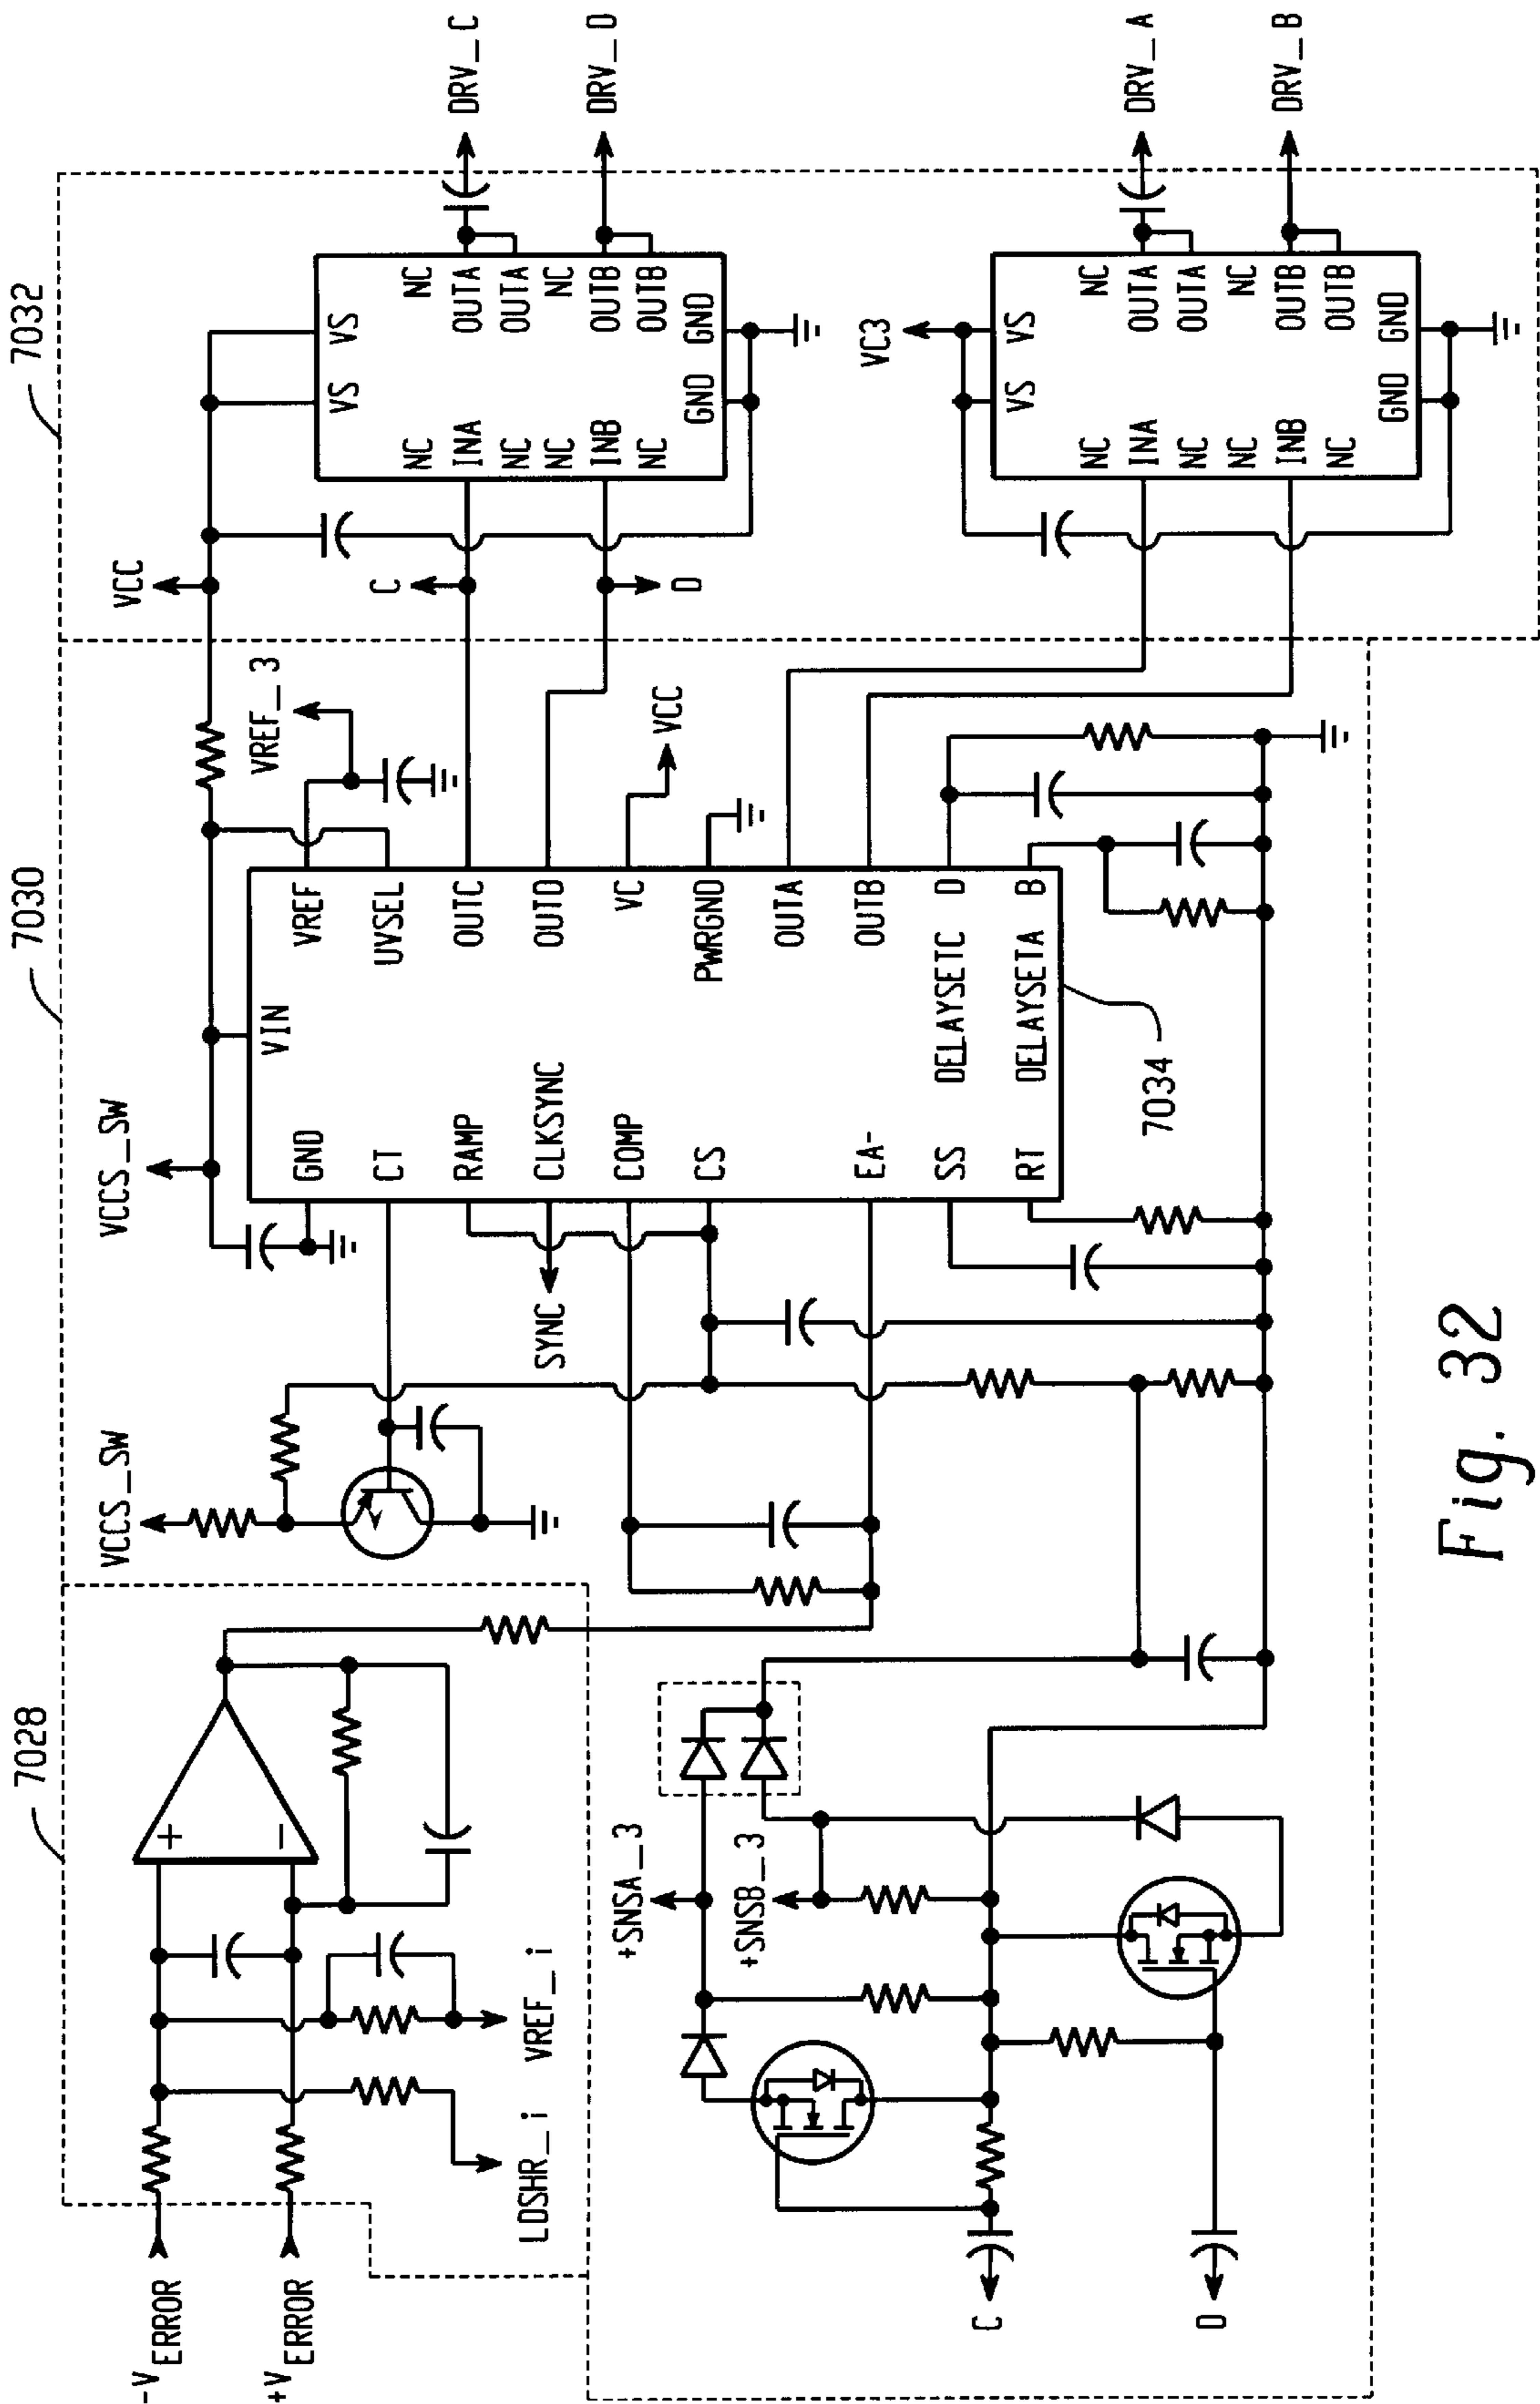 7028
7030
7032
-VERROR
+VERROR
LDSHR_i
VREF_i
+
-
VCCS_SW
VCCS_SW
VREF_3
VCC
SYNC
GND
CT
RAMP
CLKSYNC
COMP
CS
EA-
SS
RT
VIN
VREF
UVSEL
OUTC
OUTD
VC
PWRGND
OUTA
OUTB
DELAYSETC D
DELAYSETA B
VCC
7034
C
D
VS VS
NC
INA
NC
NC
INB
NC
NC
OUTA
OUTA
NC
OUTB
OUTB
GND GND
DRV_C
DRV_D
VC3
VS VS
NC
INA
NC
NC
INB
NC
NC
OUTA
OUTA
NC
OUTB
OUTB
GND GND
DRV_A
DRV_B
+SNSA_3
+SNSB_3
C
D
Fig. 32